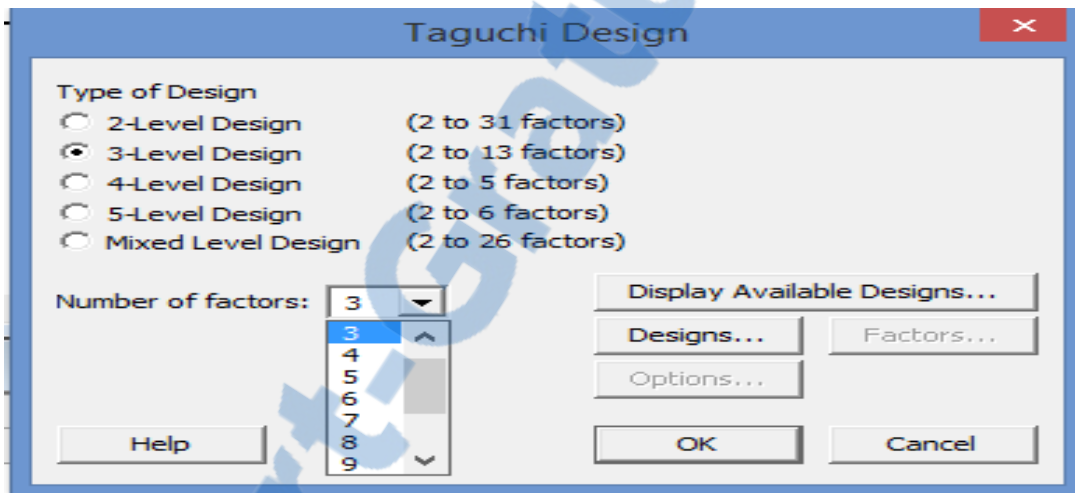 Taguchi Design
Type of Design
2-Level Design (2 to 31 factors)
3-Level Design (2 to 13 factors)
4-Level Design (2 to 5 factors)
5-Level Design (2 to 6 factors)
Mixed Level Design (2 to 26 factors)
Number of factors: 3
3
4
5
6
7
8
9
Display Available Designs...
Designs... Factors...
Options...
Help OK Cancel